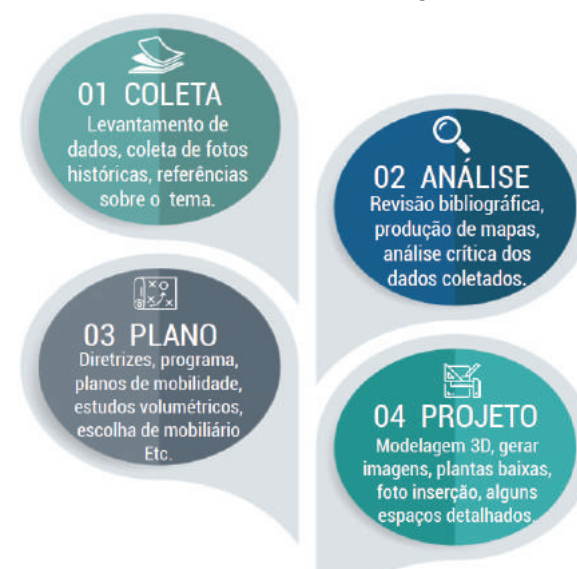 01 COLETA
Levantamento de
dados, coleta de fotos
históricas, referências
sobre o tema.
02 ANÁLISE
Revisão bibliográfica,
produção de mapas,
análise crítica dos
dados coletados.
03 PLANO
Diretrizes, programa,
planos de mobilidade,
estudos volumétricos,
escolha de mobiliário
Etc.
04 PROJETO
Modelagem 3D, gerar
imagens, plantas baixas,
foto inserção, alguns
espaços detalhados.